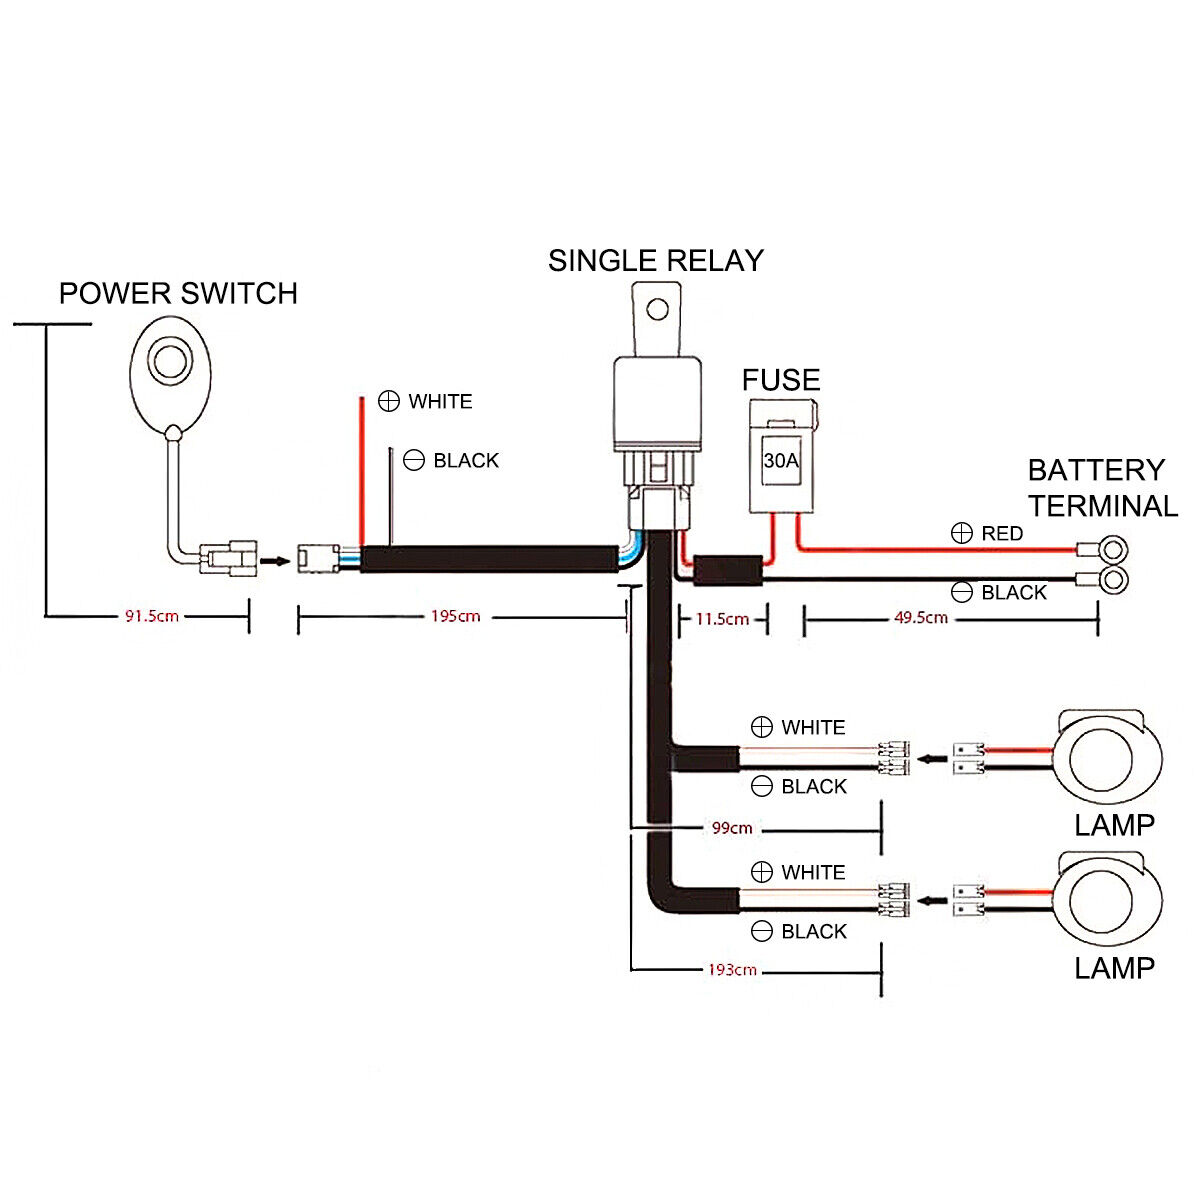 SINGLE RELAY
POWER SWITCH
FUSE
⊕ WHITE
⊖ BLACK
30A
BATTERY
TERMINAL
⊕ RED
⊖ BLACK
91.5cm
195cm
11.5cm
49.5cm
⊕ WHITE
⊖ BLACK
LAMP
99cm
⊕ WHITE
⊖ BLACK
LAMP
193cm